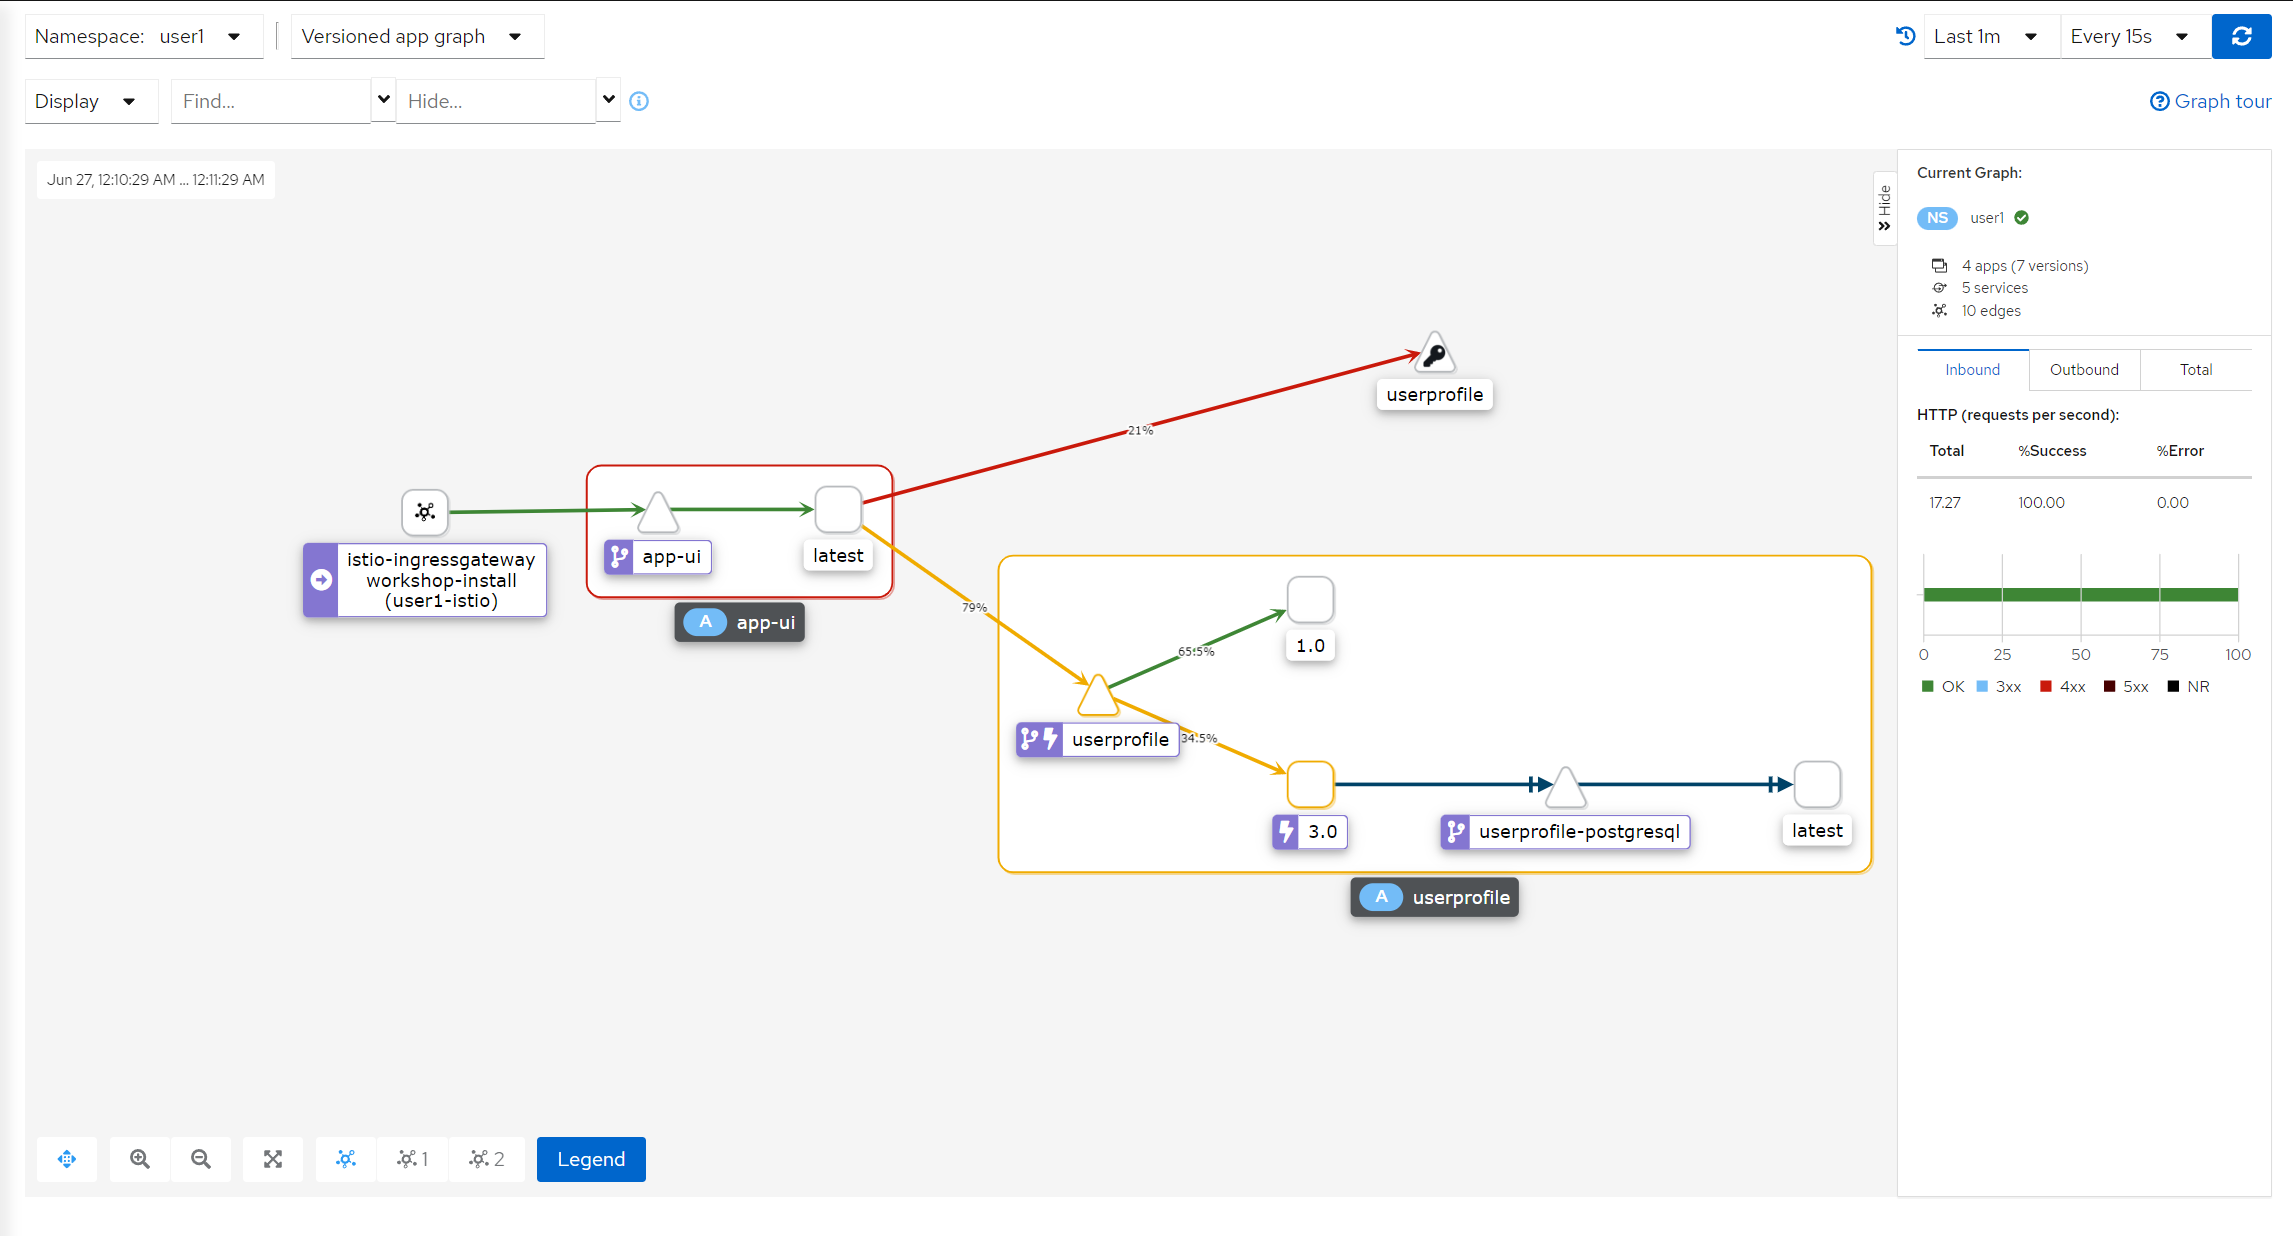 Namespace: user1
Versioned app graph
Last 1m
Every 15s
Display
Find...
Hide...
Graph tour
Jun 27, 12:10:29 AM ... 12:11:29 AM
Hide
Current Graph:
NS user1
4 apps (7 versions)
5 services
10 edges
Inbound
Outbound
Total
HTTP (requests per second):
Total %Success %Error
17.27 100.00 0.00
0 25 50 75 100
OK 3xx 4xx 5xx NR
userprofile
21%
istio-ingressgateway
workshop-install
(user1-istio)
app-ui
latest
A app-ui
79%
65.5%
1.0
userprofile
34.5%
3.0
userprofile-postgresql
latest
A userprofile
1
2
Legend